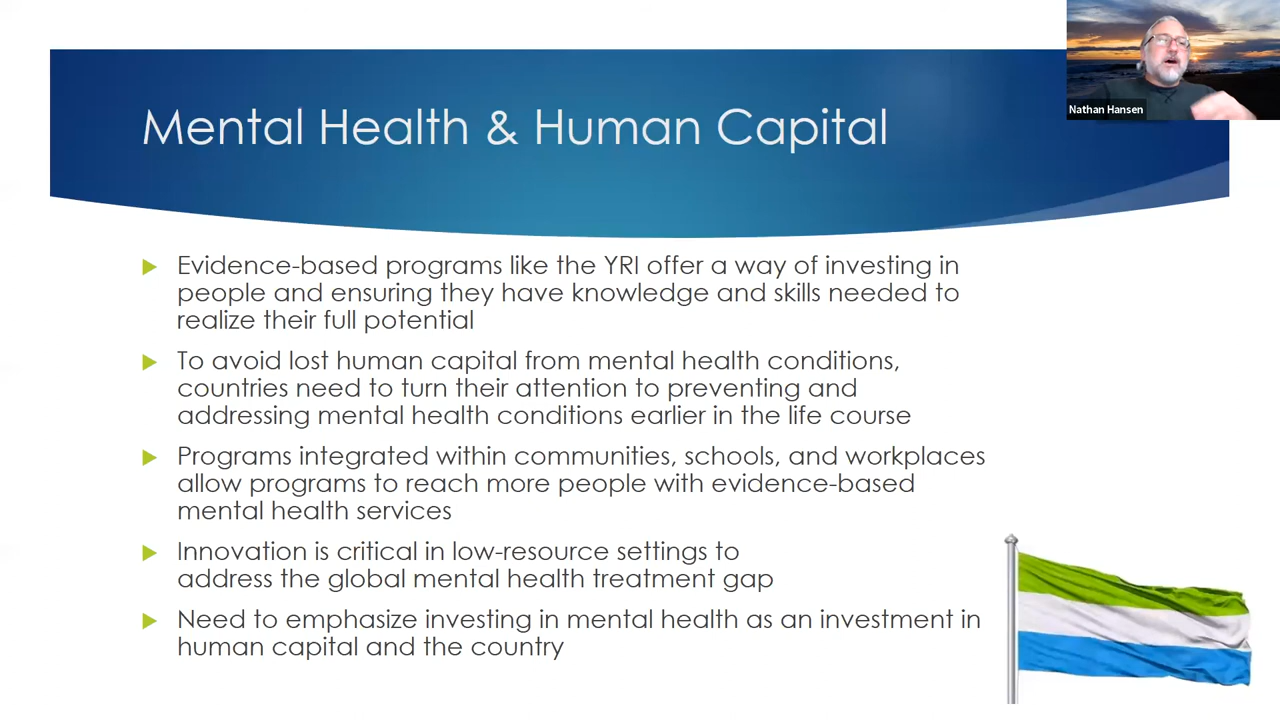 Mental Health & Human Capital
Nathan Hansen
Evidence-based programs like the YRI offer a way of investing in
people and ensuring they have knowledge and skills needed to
realize their full potential
To avoid lost human capital from mental health conditions,
countries need to turn their attention to preventing and
addressing mental health conditions earlier in the life course
Programs integrated within communities, schools, and workplaces
allow programs to reach more people with evidence-based
mental health services
Innovation is critical in low-resource settings to
address the global mental health treatment gap
Need to emphasize investing in mental health as an investment in
human capital and the country